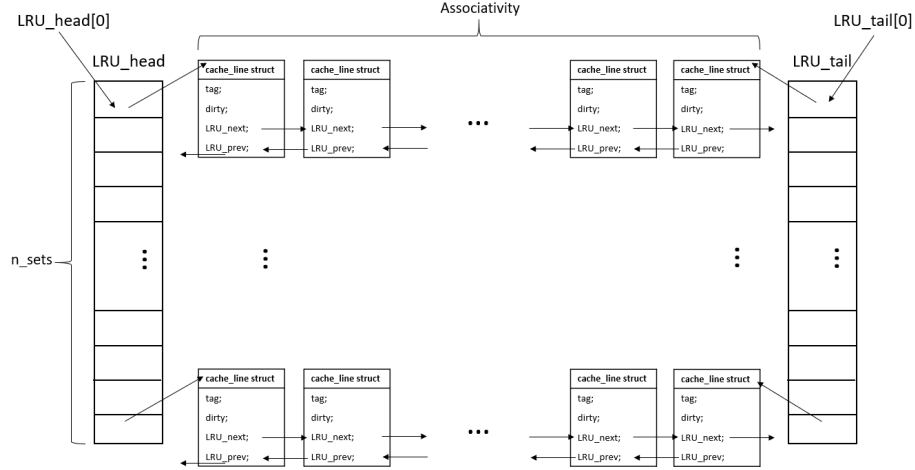 Associativity
LRU_head[0]
LRU_tail[0]
LRU_head
LRU_tail
cache_line struct
tag;
dirty;
LRU_next;
LRU_prev;
cache_line struct
tag;
dirty;
LRU_next;
LRU_prev;
...
cache_line struct
tag;
dirty;
LRU_next;
LRU_prev;
cache_line struct
tag;
dirty;
LRU_next;
LRU_prev;
n_sets
cache_line struct
tag;
dirty;
LRU_next;
LRU_prev;
cache_line struct
tag;
dirty;
LRU_next;
LRU_prev;
...
cache_line struct
tag;
dirty;
LRU_next;
LRU_prev;
cache_line struct
tag;
dirty;
LRU_next;
LRU_prev;